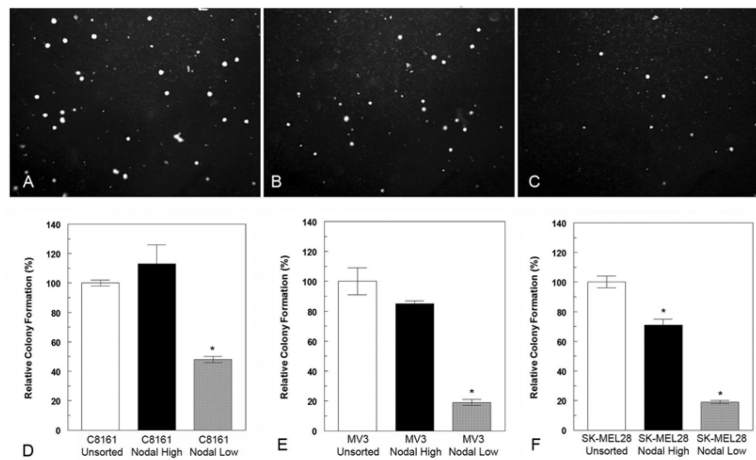 A
B
C
Relative Colony Formation (%)
140
120
100
80
60
40
20
0
*
C8161 Unsorted
C8161 Nodal High
C8161 Nodal Low
D
Relative Colony Formation (%)
140
120
100
80
60
40
20
0
*
MV3 Unsorted
MV3 Nodal High
MV3 Nodal Low
E
Relative Colony Formation (%)
140
120
100
80
60
40
20
0
*
*
SK-MEL28 Unsorted
SK-MEL28 Nodal High
SK-MEL28 Nodal Low
F